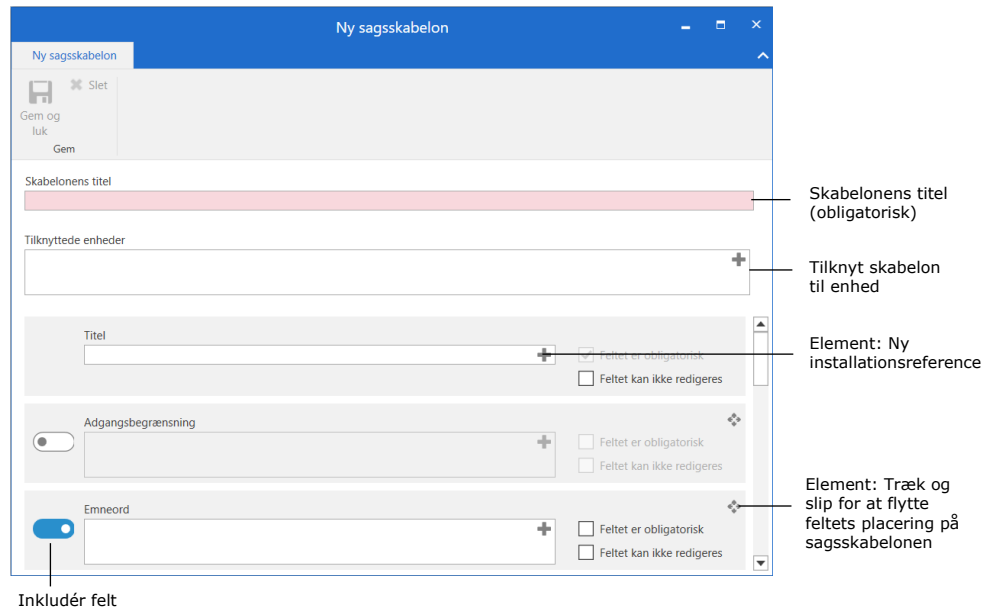 Ny sagsskabelon
Ny sagsskabelon
Slet
Gem og
luk
Gem
Skabelonens titel
Skabelonens titel
(obligatorisk)
Tilknyttede enheder
Tilknyt skabelon
til enhed
Titel
Feltet er obligatorisk
Feltet kan ikke redigeres
Element: Ny
installationsreference
Adgangsbegrænsning
Feltet er obligatorisk
Feltet kan ikke redigeres
Emneord
Feltet er obligatorisk
Feltet kan ikke redigeres
Element: Træk og
slip for at flytte
feltets placering på
sagsskabelonen
Inkludér felt